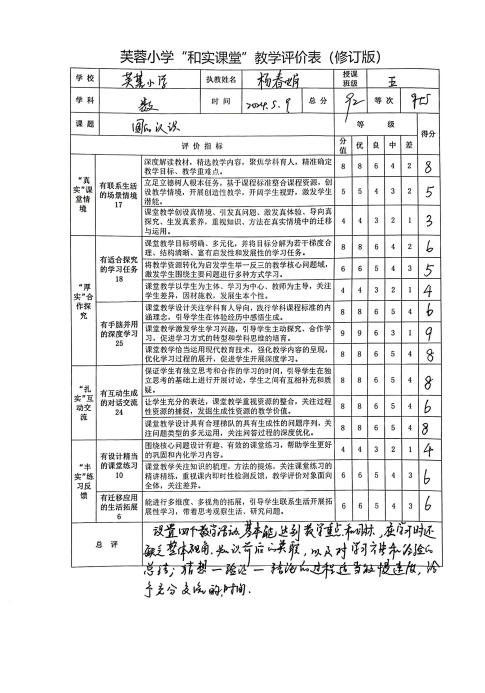 芙蓉小学“和实课堂”教学评价表（修订版）
学校 芙蓉小学 执教姓名 杨春娟 授课班级 五
学科 数 时间 2024.5.9 总分 92 等次
课题 圆的认识 等级 得分
评价指标 分值 优 良 中 差
“真实”课堂情境 有联系生活的场景情境 17
深度解读教材，精选教学内容，聚焦学科育人，精准确定教学目标、教学重难点。 8 8 6 4 2 8
立足立德树人根本任务，基于课程标准整合课程资源，创设教学情境，开展创造性教学，开阔学生视野，激发学生潜能。 5 5 4 3 2 5
课堂教学创设真情境、引发真问题、激发真体验、导向真探究、生发真素养，重视知识、方法在真实情境中的迁移与运用。 4 4 3 2 1 3
“厚实”合作探究 有适合探究的学习任务 18
课堂教学目标明确、多元化，并将目标分解为若干梯度合理、结构清晰、富有启发性和发展性的学习任务。 8 8 6 4 2 6
将教学资源转化为启发学生举一反三的教学核心问题域，激发学生围绕主要问题进行多种方式学习。 6 6 5 4 3 5
课堂教学以学生为主体、学习为中心、教师为主导，关注学生差异，因材施教，发展生本个性。 4 4 3 2 1 4
有手脑并用的深度学习 25
课堂教学设计关注学科育人导向，践行学科课程标准的内涵理念，引导学生在体验经历中感悟生成。 8 8 6 5 4 6
课堂教学激发学生学习兴趣，引导学生主动探究、合作学习，促进学习方式的转型和学科思维的培育。 9 9 6 3 1 9
课堂教学恰当运用现代教育技术，强化教学内容的呈现，优化学习过程的展开，促进学生开展深度学习。 8 8 6 5 4 8
“扎实”互动交流 有互动生成的对话交流 24
保证学生有独立思考和合作的学习的时间，引导学生在独立思考的基础上进行开展讨论，学生之间有互相补充和质疑。 8 8 6 5 4 8
让学生充分的表达，课堂教学重视资源的整合，关注过程性资源的捕捉，发掘生成性资源的教学价值。 8 8 6 5 4 6
课堂教学设计具有合理梯队的具有生成性的问题序列，关注问题类型的多元运用，关注问答过程的深度优化。 8 8 6 5 4 8
“丰实”练习反馈 有设计精当的课堂练习 10
围绕核心问题设计有趣、有效的课堂练习，帮助学生更好的巩固和内化学习内容。 4 4 3 2 1 4
课堂教学关注知识的梳理，方法的提炼，关注课堂练习的精讲精练，重视课内即时性检测反馈，教学评价对象面向全体，关注差异。 6 6 5 4 3 6
有迁移应用的生活拓展 6
能进行多维度、多视角的拓展，引导学生联系生活开展拓展性学习，带着思考观察生活、研究问题。 6 6 5 4 3 6
总评 设置四个数学活动基本能达到教学重点和目标，
缺乏整体视角，知识前后的关联，以及对学习方法和经验的
总结；猜想—验证—结论的过程适当放慢速度，给
予充分交流的时间.